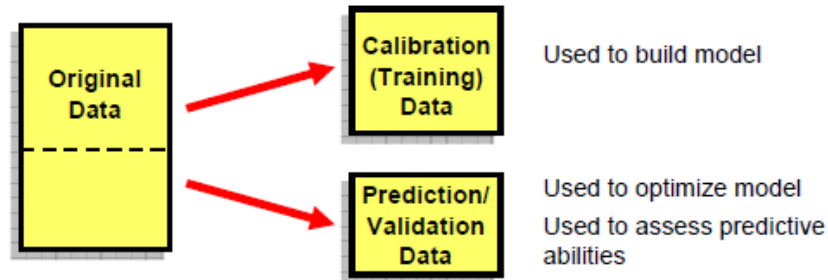 Original
Data
Calibration
(Training)
Data
Used to build model
Prediction/
Validation
Data
Used to optimize model
Used to assess predictive
abilities